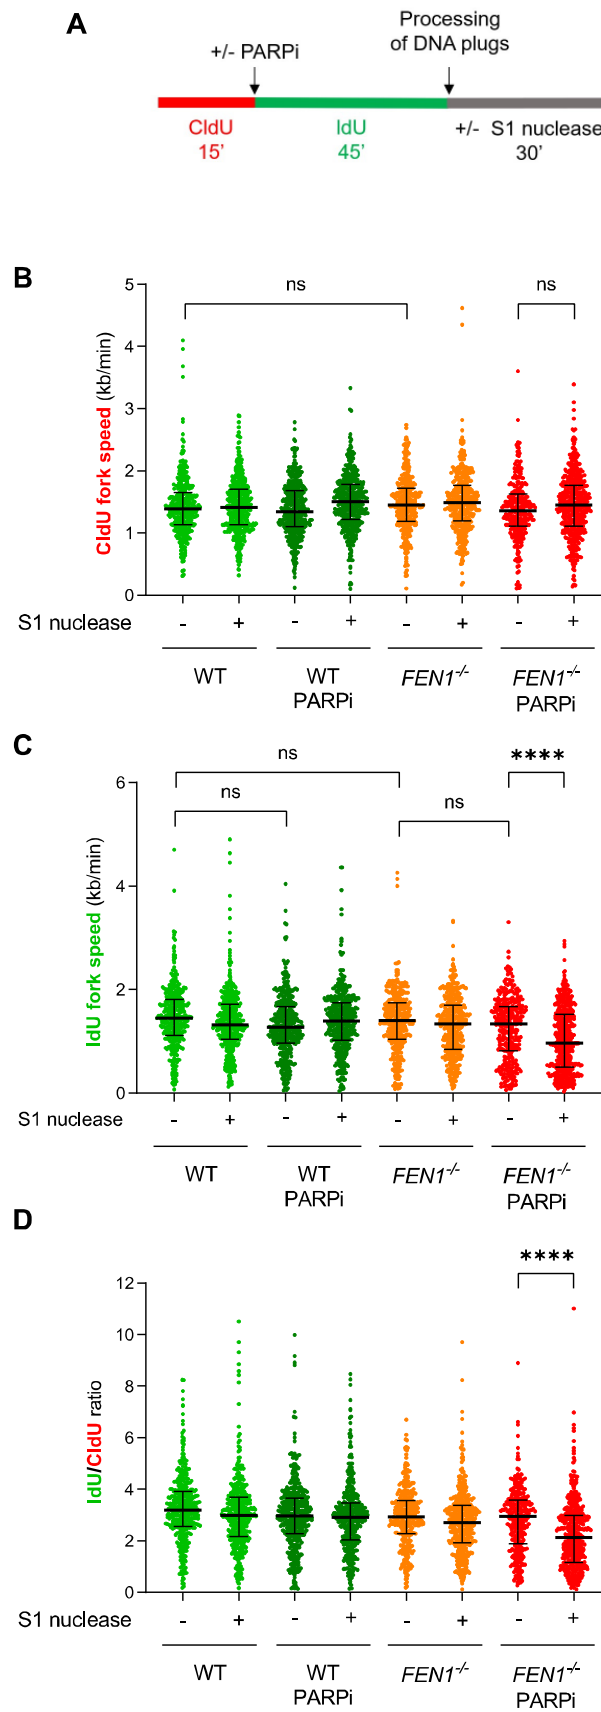 A
Processing
of DNA plugs
+/- PARPi
CldU
15'
IdU
45'
+/- S1 nuclease
30'
B
CldU fork speed (kb/min)
5
4
3
2
1
0
ns
ns
S1 nuclease - + - + - + - +
WT
WT
PARPi
FEN1-/-
FEN1-/-
PARPi
C
IdU fork speed (kb/min)
6
4
2
0
ns
ns
ns
****
S1 nuclease - + - + - + - +
WT
WT
PARPi
FEN1-/-
FEN1-/-
PARPi
D
IdU/CldU ratio
12
10
8
6
4
2
0
****
S1 nuclease - + - + - + - +
WT
WT
PARPi
FEN1-/-
FEN1-/-
PARPi